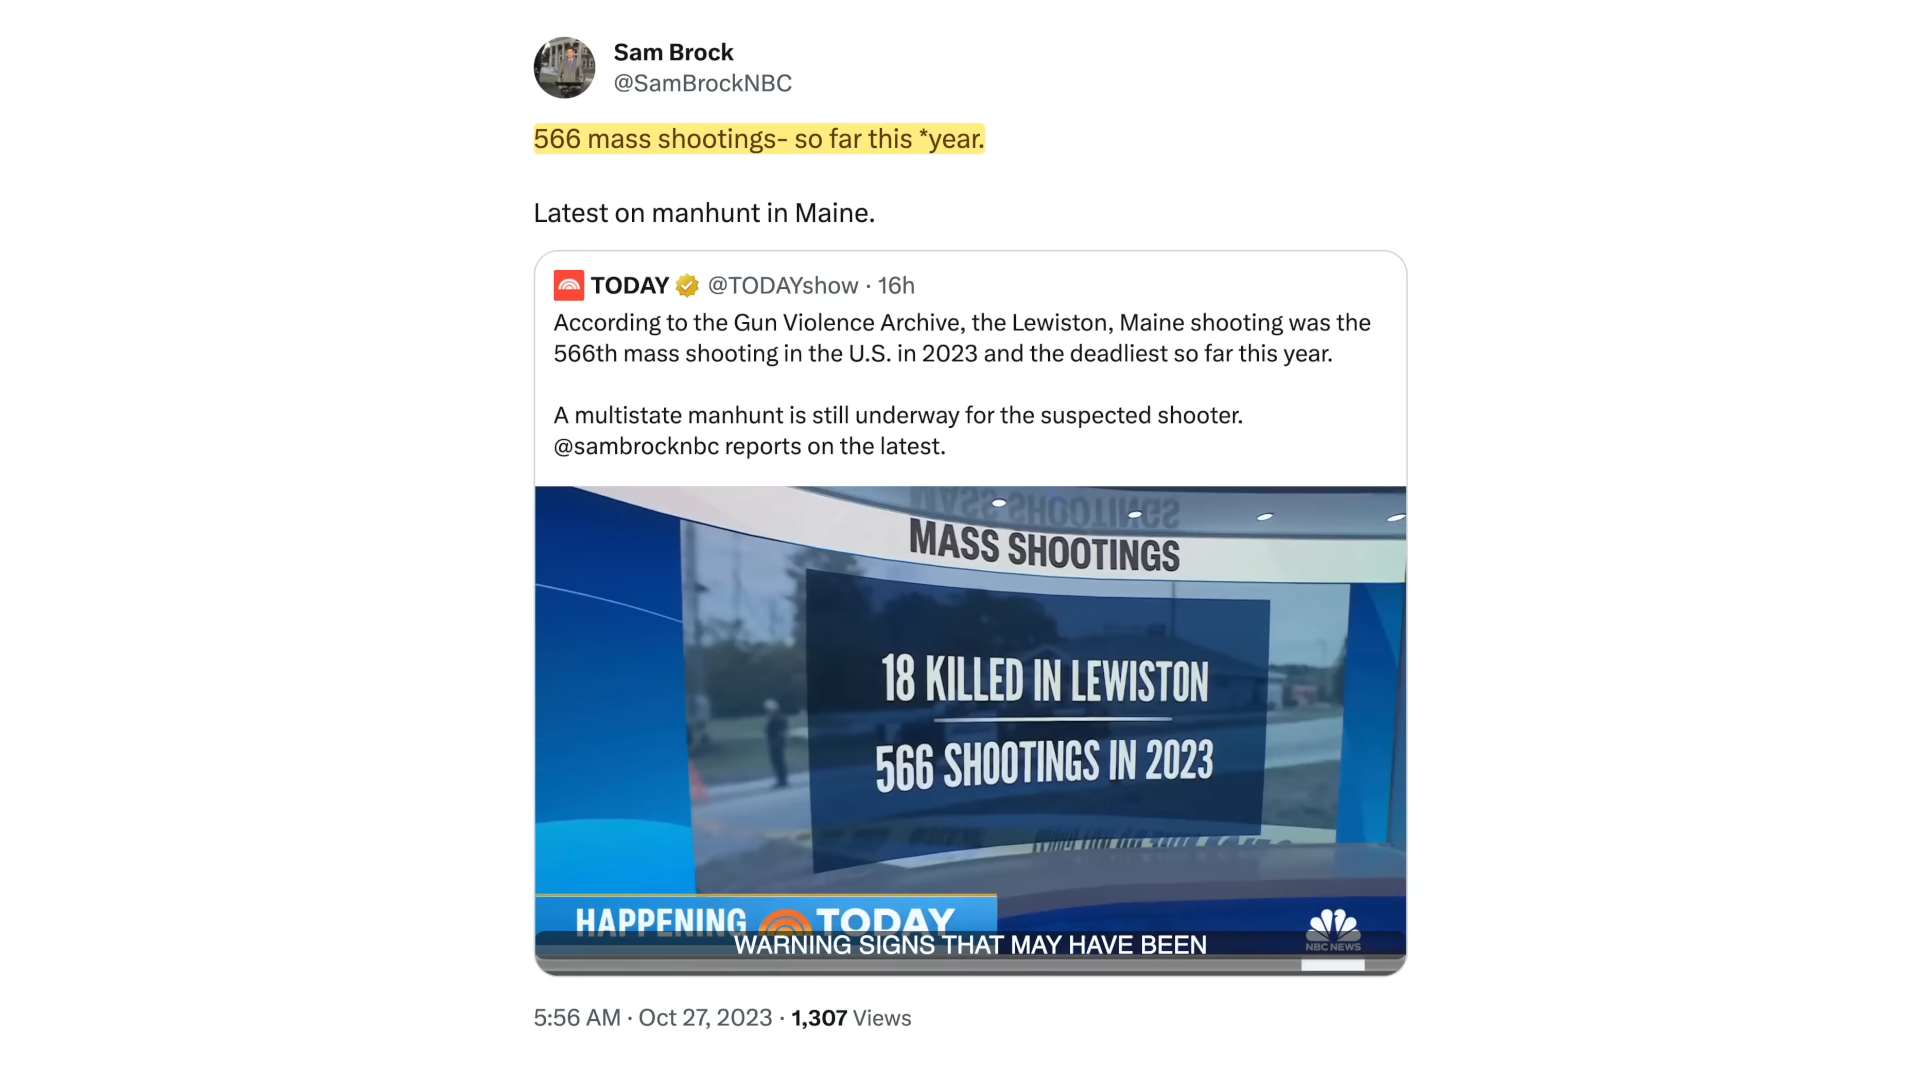 Sam Brock
@SamBrockNBC
566 mass shootings- so far this *year.
Latest on manhunt in Maine.
TODAY @TODAYshow · 16h
According to the Gun Violence Archive, the Lewiston, Maine shooting was the
566th mass shooting in the U.S. in 2023 and the deadliest so far this year.
A multistate manhunt is still underway for the suspected shooter.
@sambrocknbc reports on the latest.
MASS SHOOTINGS
MASS SHOOTINGS
18 KILLED IN LEWISTON
566 SHOOTINGS IN 2023
HAPPENING TODAY
WARNING SIGNS THAT MAY HAVE BEEN
NBC NEWS
5:56 AM · Oct 27, 2023 · 1,307 Views